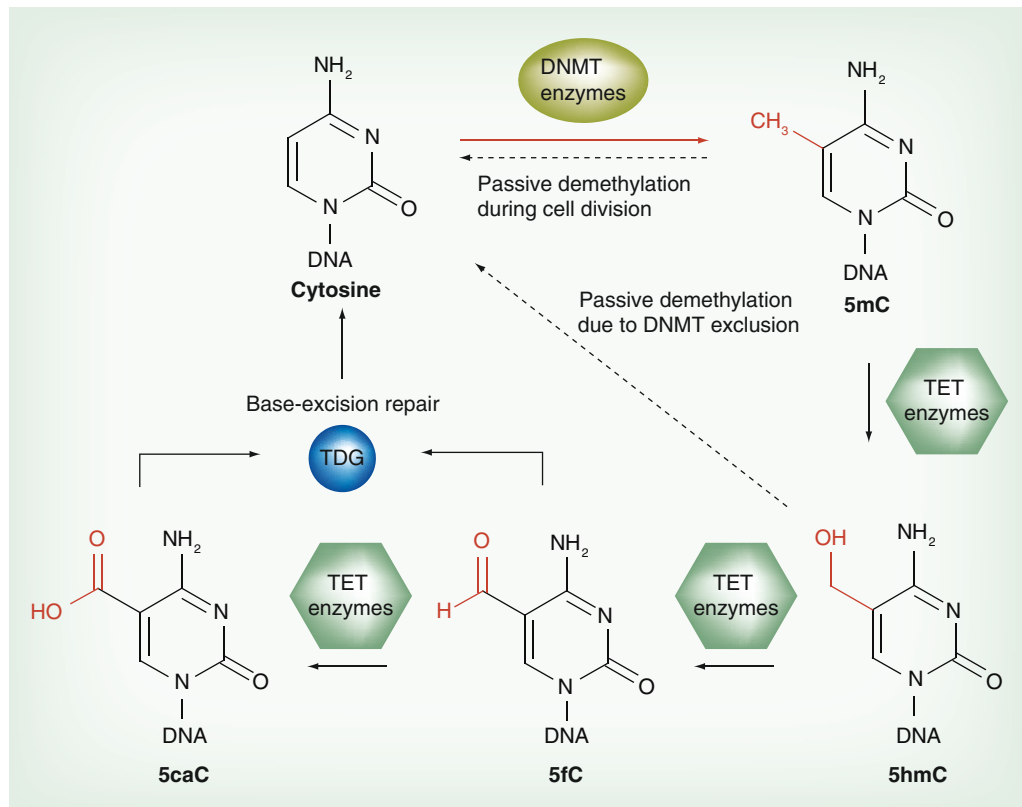 NH2
N
N
O
DNA
Cytosine
DNMT
enzymes
Passive demethylation
during cell division
NH2
CH3
N
N
O
DNA
5mC
Passive demethylation
due to DNMT exclusion
TET
enzymes
Base-excision repair
TDG
O
NH2
HO
N
N
O
DNA
5caC
TET
enzymes
O
NH2
H
N
N
O
DNA
5fC
TET
enzymes
OH
NH2
N
N
O
DNA
5hmC